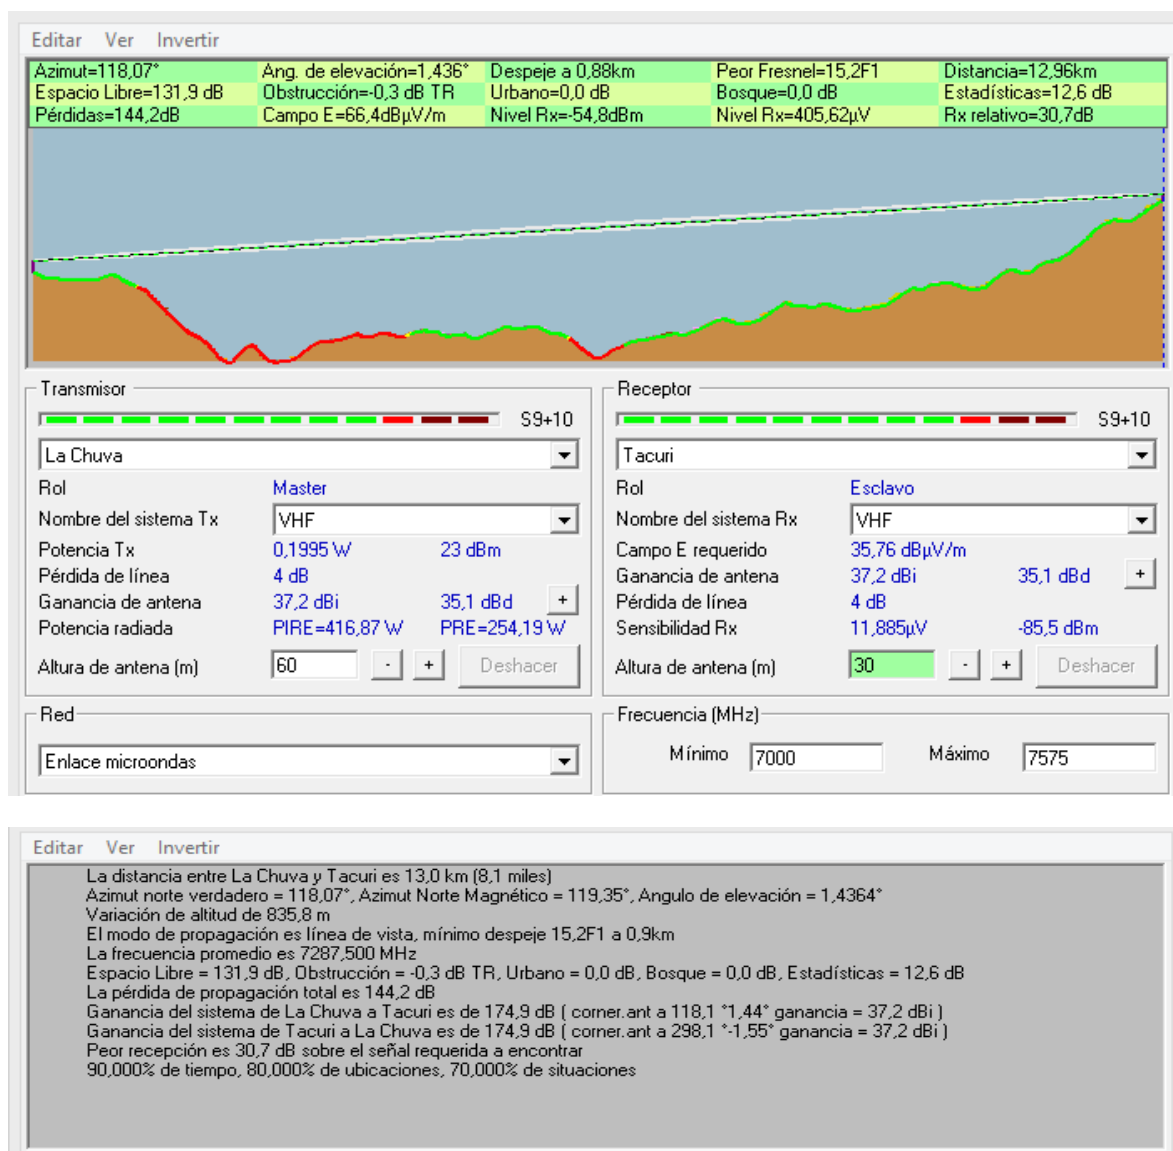 Editar Ver Invertir
Azimut=118,07° Ang. de elevación=1,436° Despeje a 0,88km Peor Fresnel=15,2F1 Distancia=12,96km
Espacio Libre=131,9 dB Obstrucción=-0,3 dB TR Urbano=0,0 dB Bosque=0,0 dB Estadísticas=12,6 dB
Pérdidas=144,2dB Campo E=66,4dBµV/m Nivel Rx=-54,8dBm Nivel Rx=405,62µV Rx relativo=30,7dB
Transmisor
S9+10
La Chuva
Rol Master
Nombre del sistema Tx VHF
Potencia Tx 0,1995 W 23 dBm
Pérdida de línea 4 dB
Ganancia de antena 37,2 dBi 35,1 dBd +
Potencia radiada PIRE=416,87 W PRE=254,19 W
Altura de antena (m) 60 - + Deshacer
Receptor
S9+10
Tacuri
Rol Esclavo
Nombre del sistema Rx VHF
Campo E requerido 35,76 dBµV/m
Ganancia de antena 37,2 dBi 35,1 dBd +
Pérdida de línea 4 dB
Sensibilidad Rx 11,885µV -85,5 dBm
Altura de antena (m) 30 - + Deshacer
Red
Enlace microondas
Frecuencia (MHz)
Mínimo 7000 Máximo 7575
Editar Ver Invertir
La distancia entre La Chuva y Tacuri es 13,0 km (8,1 miles)
Azimut norte verdadero = 118,07°, Azimut Norte Magnético = 119,35°, Angulo de elevación = 1,4364°
Variación de altitud de 835,8 m
El modo de propagación es línea de vista, mínimo despeje 15,2F1 a 0,9km
La frecuencia promedio es 7287,500 MHz
Espacio Libre = 131,9 dB, Obstrucción = -0,3 dB TR, Urbano = 0,0 dB, Bosque = 0,0 dB, Estadísticas = 12,6 dB
La pérdida de propagación total es 144,2 dB
Ganancia del sistema de La Chuva a Tacuri es de 174,9 dB ( corner.ant a 118,1 °1,44° ganancia = 37,2 dBi )
Ganancia del sistema de Tacuri a La Chuva es de 174,9 dB ( corner.ant a 298,1 °-1,55° ganancia = 37,2 dBi )
Peor recepción es 30,7 dB sobre el señal requerida a encontrar
90,000% de tiempo, 80,000% de ubicaciones, 70,000% de situaciones